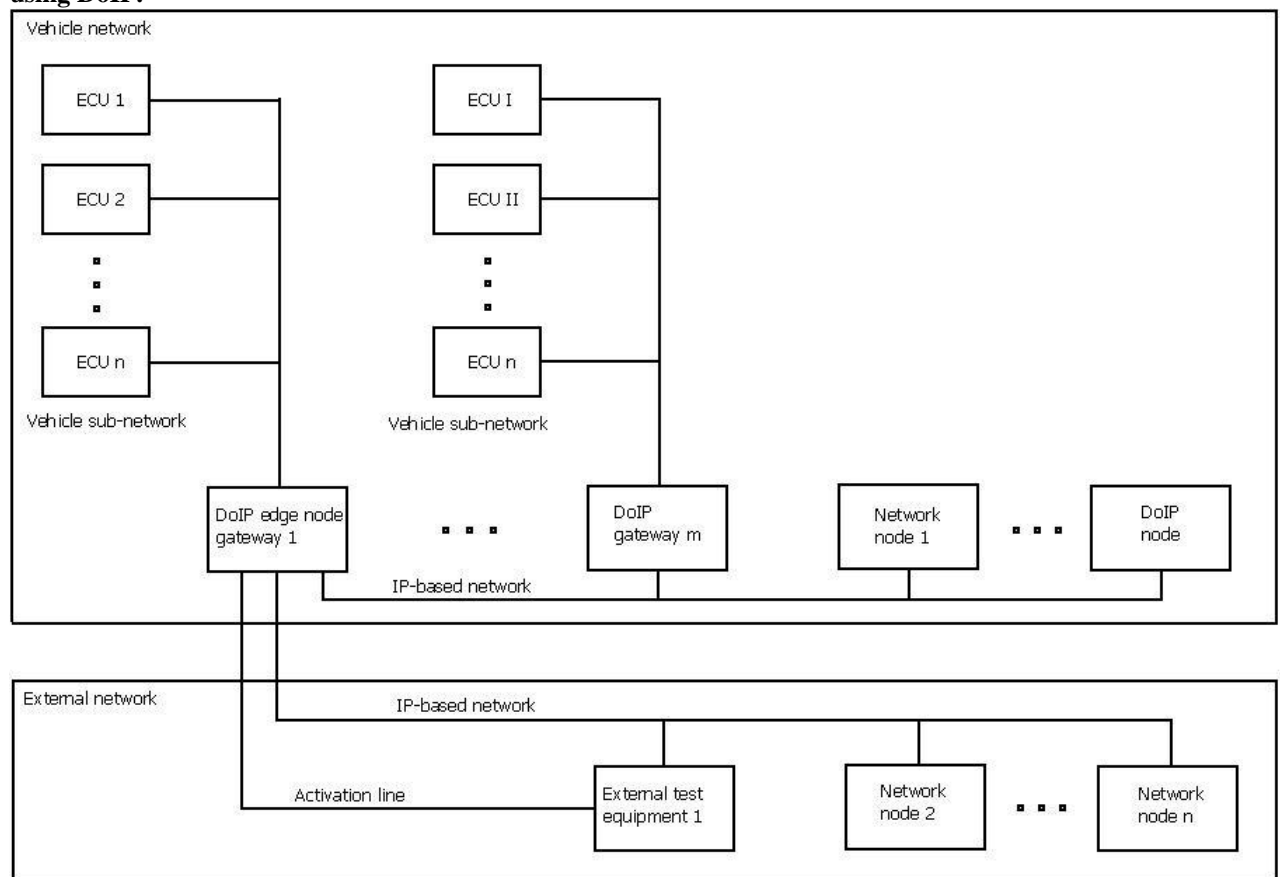 using DoIP.
Vehicle network
ECU 1
ECU I
ECU 2
ECU II
ECU n
ECU n
Vehicle sub-network
Vehicle sub-network
DoIP edge node
gateway 1
DoIP
gateway m
Network
node 1
DoIP
node
IP-based network
External network
IP-based network
Activation line
External test
equipment 1
Network
node 2
Network
node n